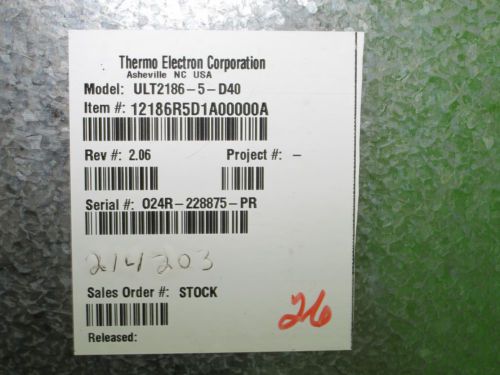 Thermo Electron Corporation
Asheville NC USA
Model: ULT2186-5-D40
Item #: 12186R5D1A00000A
Rev #: 2.06 Project #: -
Serial #: 024R-228875-PR
214203
Sales Order #: STOCK
26
Released: